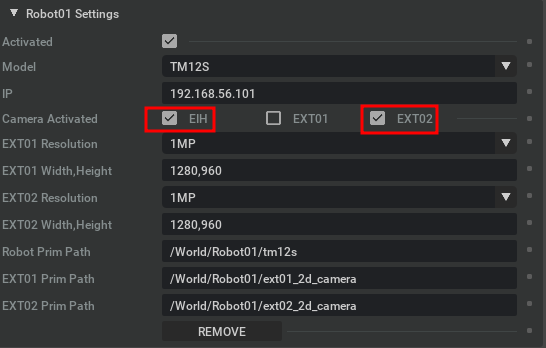 Robot01 Settings
Activated
Model TM12S
IP 192.168.56.101
Camera Activated EIH EXT01 EXT02
EXT01 Resolution 1MP
EXT01 Width,Height 1280,960
EXT02 Resolution 1MP
EXT02 Width,Height 1280,960
Robot Prim Path /World/Robot01/tm12s
EXT01 Prim Path /World/Robot01/ext01_2d_camera
EXT02 Prim Path /World/Robot01/ext02_2d_camera
REMOVE